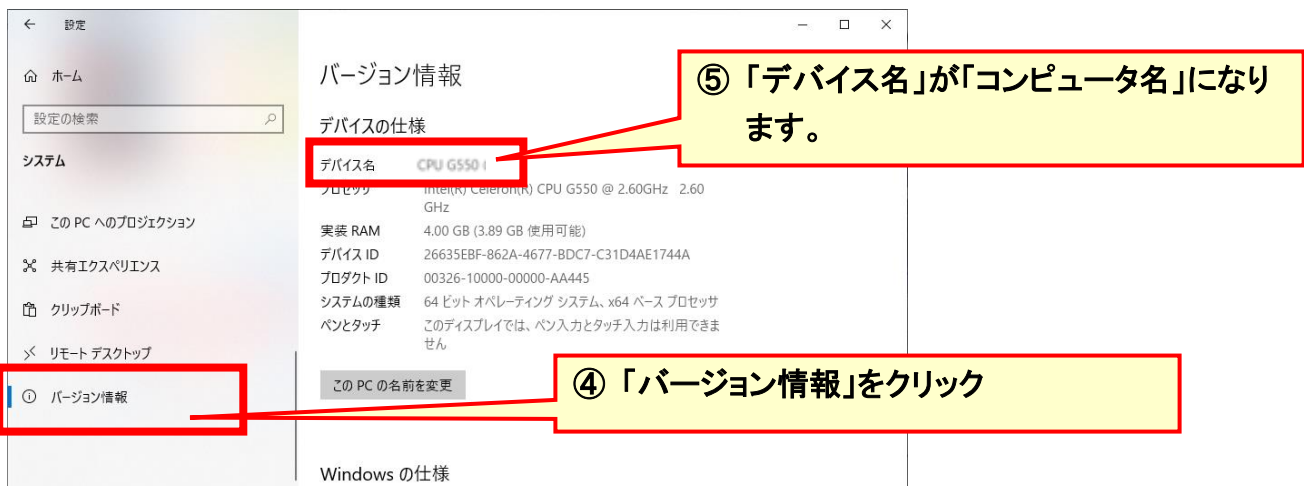 設定
ホーム
設定の検索
システム
この PC へのプロジェクション
共有エクスペリエンス
クリップボード
リモート デスクトップ
バージョン情報
バージョン情報
デバイスの仕様
デバイス名 CPU G550
プロセッサ Intel(R) Celeron(R) CPU G550 @ 2.60GHz 2.60
GHz
実装 RAM 4.00 GB (3.89 GB 使用可能)
デバイス ID 26635EBF-862A-4677-BDC7-C31D4AE1744A
プロダクト ID 00326-10000-00000-AA445
システムの種類 64 ビット オペレーティング システム、x64 ベース プロセッサ
ペンとタッチ このディスプレイでは、ペン入力とタッチ入力は利用できま
せん
この PC の名前を変更
Windows の仕様
⑤ 「デバイス名」が「コンピュータ名」になり
ます。
④ 「バージョン情報」をクリック